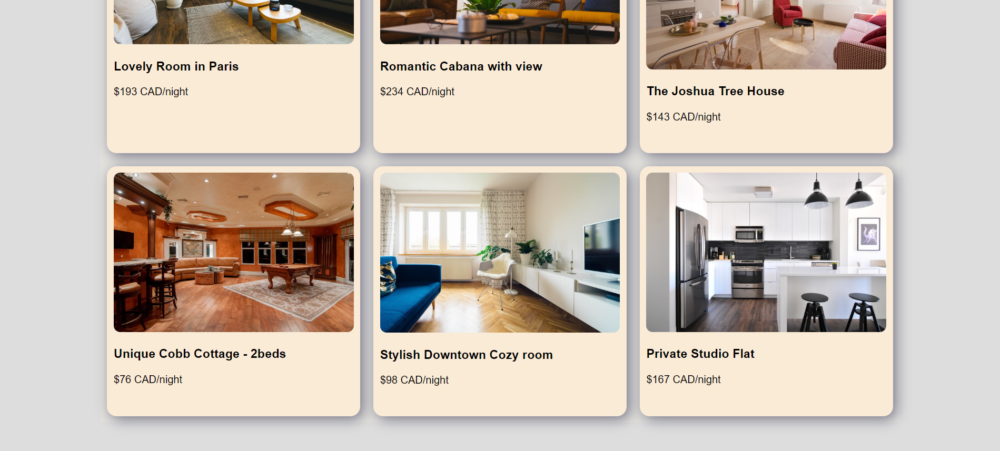 Lovely Room in Paris
$193 CAD/night
Romantic Cabana with view
$234 CAD/night
The Joshua Tree House
$143 CAD/night
Unique Cobb Cottage - 2beds
$76 CAD/night
Stylish Downtown Cozy room
$98 CAD/night
Private Studio Flat
$167 CAD/night